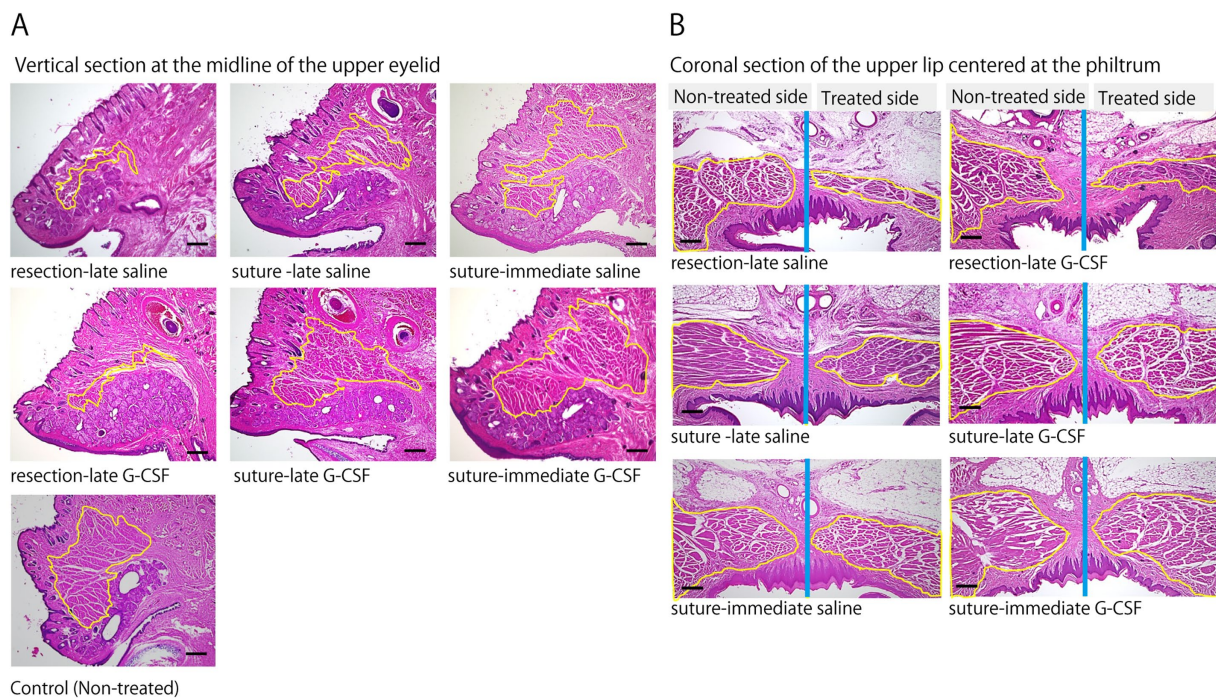 A
Vertical section at the midline of the upper eyelid
resection-late saline
suture -late saline
suture-immediate saline
resection-late G-CSF
suture-late G-CSF
suture-immediate G-CSF
Control (Non-treated)
B
Coronal section of the upper lip centered at the philtrum
Non-treated side
Treated side
Non-treated side
Treated side
resection-late saline
resection-late G-CSF
suture -late saline
suture-late G-CSF
suture-immediate saline
suture-immediate G-CSF